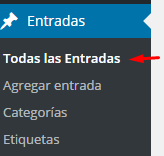 Entradas
Todas las Entradas
Agregar entrada
Categorías
Etiquetas